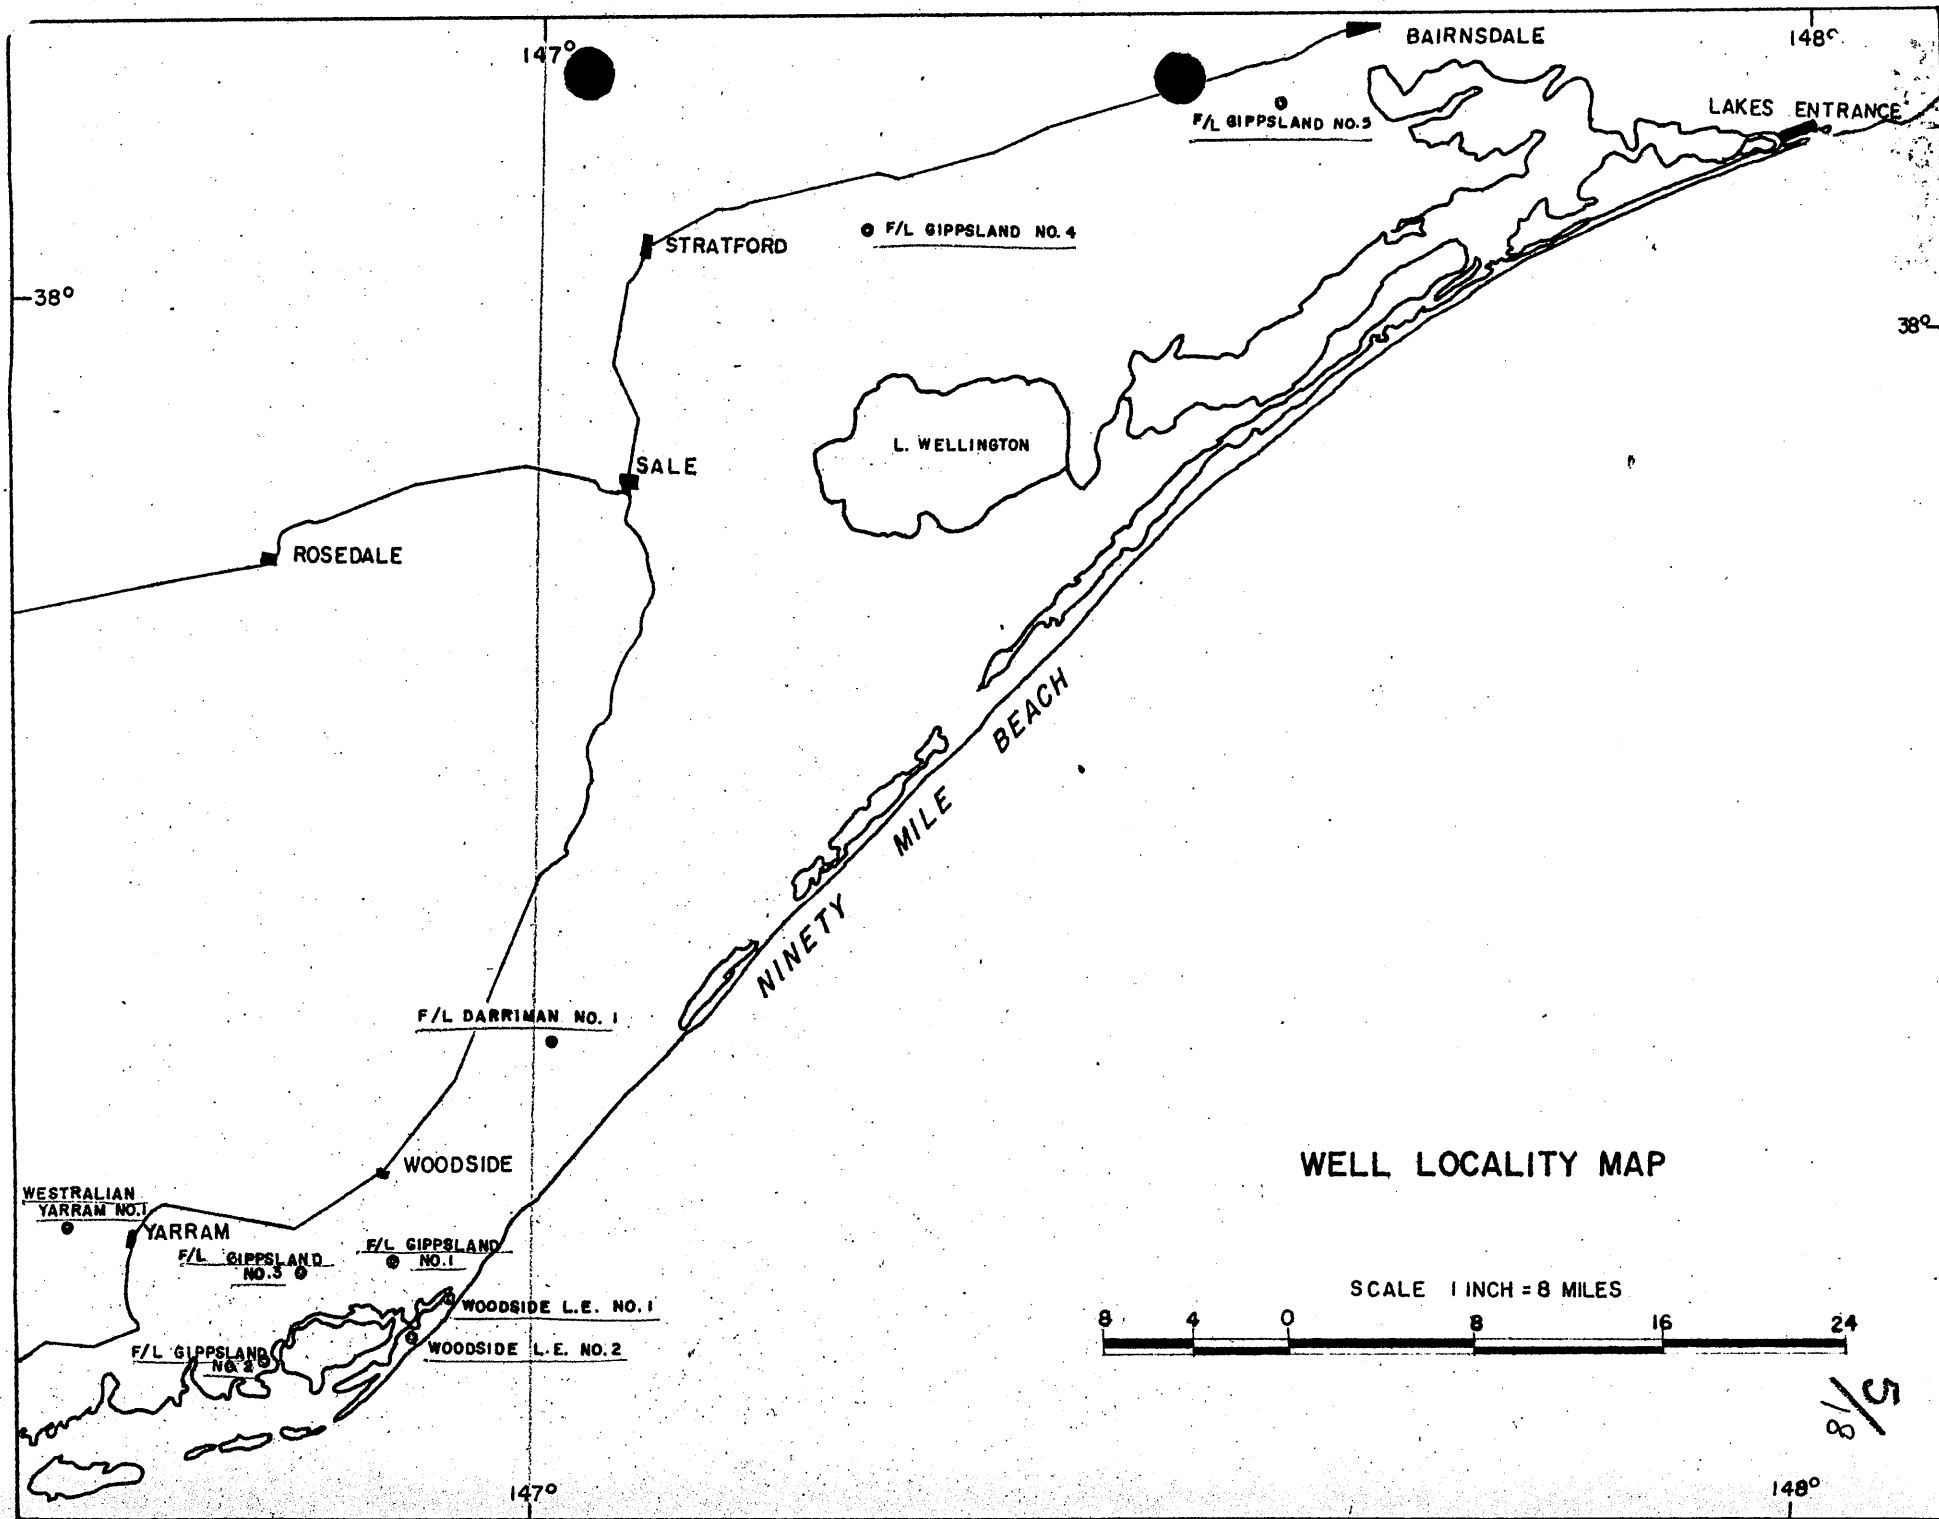 147°
148°
BAIRNSDALE
LAKES ENTRANCE
F/L GIPPSLAND NO.5
F/L GIPPSLAND NO. 4
STRATFORD
38°
38°
L. WELLINGTON
SALE
ROSEDALE
NINETY MILE BEACH
F/L DARRIMAN NO. 1
WOODSIDE
WELL LOCALITY MAP
WESTRALIAN
YARRAM NO.1
YARRAM
F/L GIPPSLAND
NO.3
F/L GIPPSLAND
NO.1
WOODSIDE L.E. NO. 1
WOODSIDE L.E. NO. 2
F/L GIPPSLAND
NO. 2
SCALE 1 INCH = 8 MILES
8 4 0 8 16 24
5/18
147°
148°